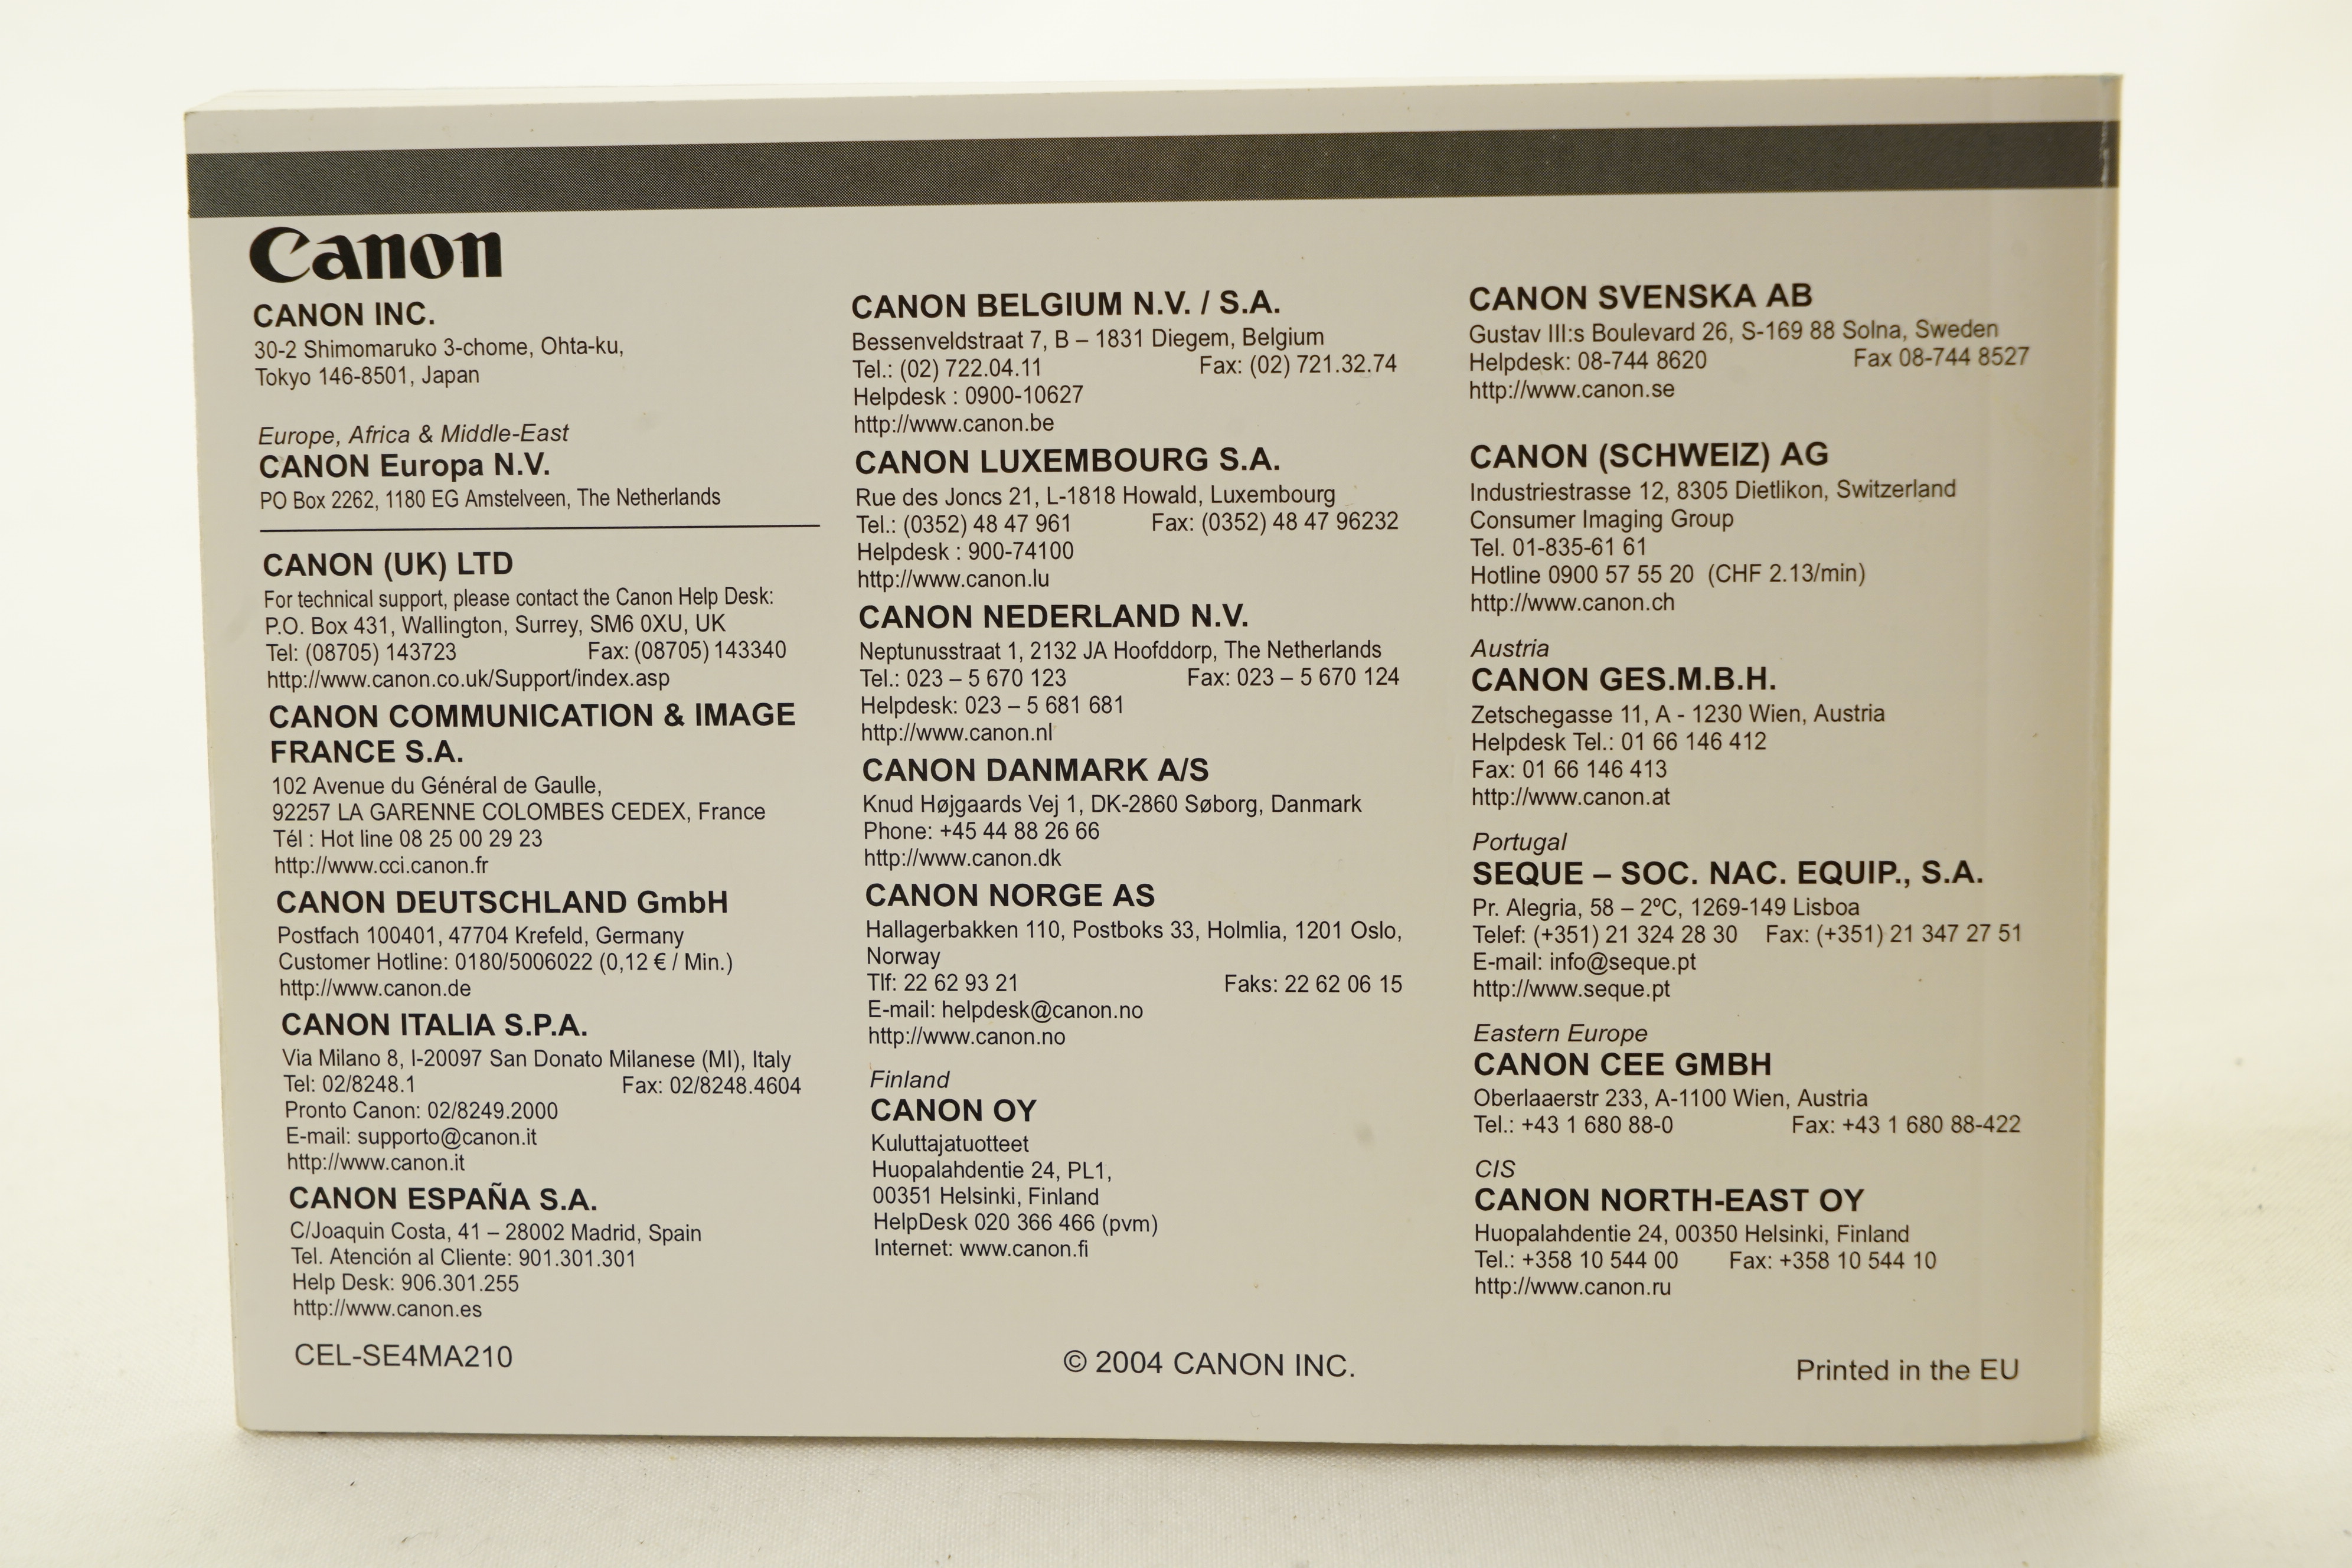 Canon
CANON INC.
30-2 Shimomaruko 3-chome, Ohta-ku,
Tokyo 146-8501, Japan
Europe, Africa & Middle-East
CANON Europa N.V.
PO Box 2262, 1180 EG Amstelveen, The Netherlands
CANON (UK) LTD
For technical support, please contact the Canon Help Desk:
P.O. Box 431, Wallington, Surrey, SM6 0XU, UK
Tel: (08705) 143723 Fax: (08705) 143340
http://www.canon.co.uk/Support/index.asp
CANON COMMUNICATION & IMAGE
FRANCE S.A.
102 Avenue du Général de Gaulle,
92257 LA GARENNE COLOMBES CEDEX, France
Tél : Hot line 08 25 00 29 23
http://www.cci.canon.fr
CANON DEUTSCHLAND GmbH
Postfach 100401, 47704 Krefeld, Germany
Customer Hotline: 0180/5006022 (0,12 € / Min.)
http://www.canon.de
CANON ITALIA S.P.A.
Via Milano 8, I-20097 San Donato Milanese (MI), Italy
Tel: 02/8248.1 Fax: 02/8248.4604
Pronto Canon: 02/8249.2000
E-mail: supporto@canon.it
http://www.canon.it
CANON ESPAÑA S.A.
C/Joaquin Costa, 41 – 28002 Madrid, Spain
Tel. Atención al Cliente: 901.301.301
Help Desk: 906.301.255
http://www.canon.es
CANON BELGIUM N.V. / S.A.
Bessenveldstraat 7, B – 1831 Diegem, Belgium
Tel.: (02) 722.04.11 Fax: (02) 721.32.74
Helpdesk : 0900-10627
http://www.canon.be
CANON LUXEMBOURG S.A.
Rue des Joncs 21, L-1818 Howald, Luxembourg
Tel.: (0352) 48 47 961 Fax: (0352) 48 47 96232
Helpdesk : 900-74100
http://www.canon.lu
CANON NEDERLAND N.V.
Neptunusstraat 1, 2132 JA Hoofddorp, The Netherlands
Tel.: 023 – 5 670 123 Fax: 023 – 5 670 124
Helpdesk: 023 – 5 681 681
http://www.canon.nl
CANON DANMARK A/S
Knud Højgaards Vej 1, DK-2860 Søborg, Danmark
Phone: +45 44 88 26 66
http://www.canon.dk
CANON NORGE AS
Hallagerbakken 110, Postboks 33, Holmlia, 1201 Oslo,
Norway
Tlf: 22 62 93 21 Faks: 22 62 06 15
E-mail: helpdesk@canon.no
http://www.canon.no
Finland
CANON OY
Kuluttajatuotteet
Huopalahdentie 24, PL1,
00351 Helsinki, Finland
HelpDesk 020 366 466 (pvm)
Internet: www.canon.fi
CANON SVENSKA AB
Gustav III:s Boulevard 26, S-169 88 Solna, Sweden
Helpdesk: 08-744 8620 Fax 08-744 8527
http://www.canon.se
CANON (SCHWEIZ) AG
Industriestrasse 12, 8305 Dietlikon, Switzerland
Consumer Imaging Group
Tel. 01-835-61 61
Hotline 0900 57 55 20 (CHF 2.13/min)
http://www.canon.ch
Austria
CANON GES.M.B.H.
Zetschegasse 11, A - 1230 Wien, Austria
Helpdesk Tel.: 01 66 146 412
Fax: 01 66 146 413
http://www.canon.at
Portugal
SEQUE – SOC. NAC. EQUIP., S.A.
Pr. Alegria, 58 – 2ºC, 1269-149 Lisboa
Telef: (+351) 21 324 28 30 Fax: (+351) 21 347 27 51
E-mail: info@seque.pt
http://www.seque.pt
Eastern Europe
CANON CEE GMBH
Oberlaaerstr 233, A-1100 Wien, Austria
Tel.: +43 1 680 88-0 Fax: +43 1 680 88-422
CIS
CANON NORTH-EAST OY
Huopalahdentie 24, 00350 Helsinki, Finland
Tel.: +358 10 544 00 Fax: +358 10 544 10
http://www.canon.ru
CEL-SE4MA210
© 2004 CANON INC.
Printed in the EU